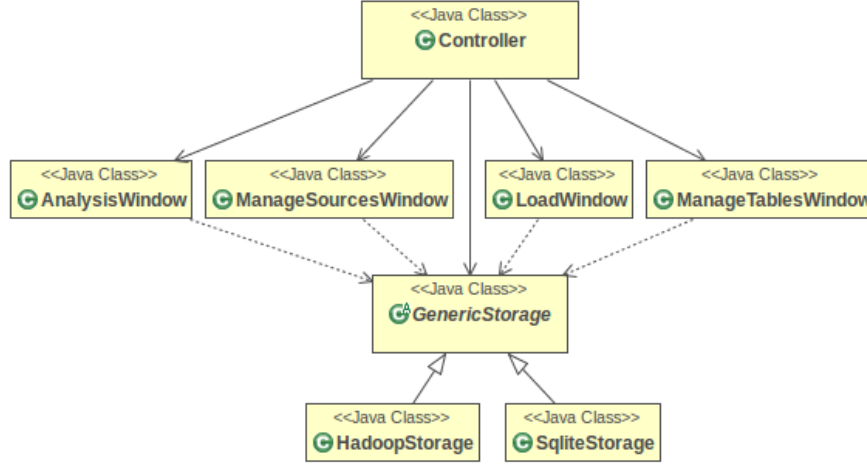 <<Java Class>>
Controller
<<Java Class>>
AnalysisWindow
<<Java Class>>
ManageSourcesWindow
<<Java Class>>
LoadWindow
<<Java Class>>
ManageTablesWindow
<<Java Class>>
GenericStorage
<<Java Class>>
HadoopStorage
<<Java Class>>
SqliteStorage